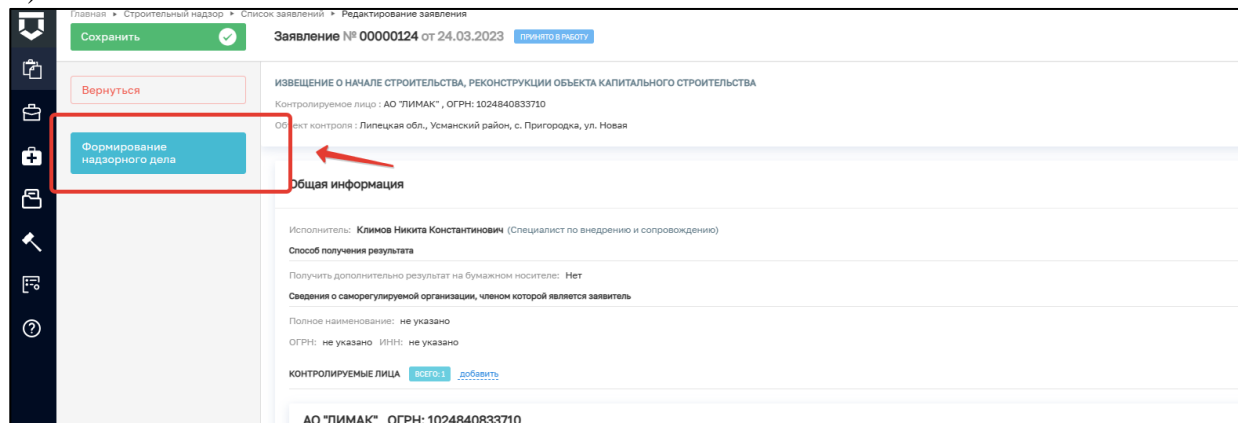 Главная ▸ Строительный надзор ▸ Список заявлений ▸ Редактирование заявления
Сохранить
Заявление № 00000124 от 24.03.2023 ПРИНЯТО В РАБОТУ
Вернуться
ИЗВЕЩЕНИЕ О НАЧАЛЕ СТРОИТЕЛЬСТВА, РЕКОНСТРУКЦИИ ОБЪЕКТА КАПИТАЛЬНОГО СТРОИТЕЛЬСТВА
Контролируемое лицо : АО "ЛИМАК" , ОГРН: 1024840833710
Объект контроля : Липецкая обл., Усманский район, с. Пригородка, ул. Новая
Формирование
надзорного дела
Общая информация
Исполнитель: Климов Никита Константинович (Специалист по внедрению и сопровождению)
Способ получения результата
Получить дополнительно результат на бумажном носителе: Нет
Сведения о саморегулируемой организации, членом которой является заявитель
Полное наименование: не указано
ОГРН: не указано ИНН: не указано
КОНТРОЛИРУЕМЫЕ ЛИЦА ВСЕГО: 1 добавить
АО "ЛИМАК" , ОГРН: 1024840833710